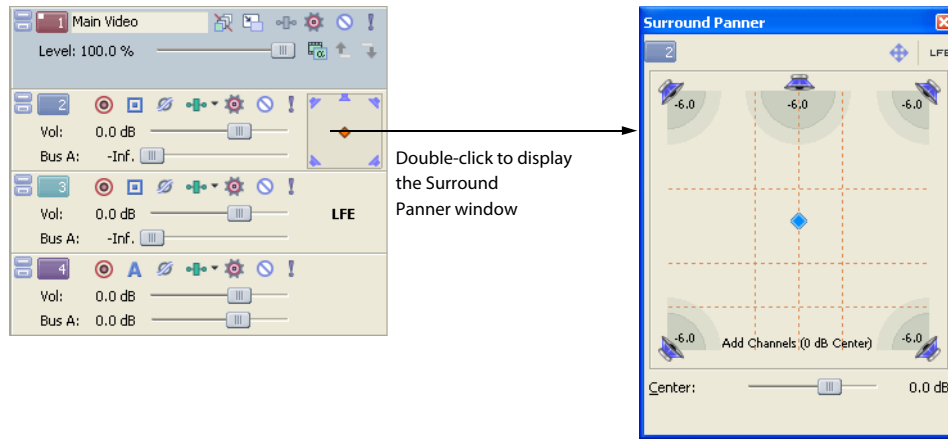 1 Main Video
Level: 100.0 %
2
Vol: 0.0 dB
Bus A: -Inf.
3
Vol: 0.0 dB
LFE
Bus A: -Inf.
4
A
Vol: 0.0 dB
Bus A: 0.0 dB
Double-click to display
the Surround
Panner window
Surround Panner
2 LFE
-6.0 -6.0 -6.0
-6.0 Add Channels (0 dB Center) -6.0
Center: 0.0 dB